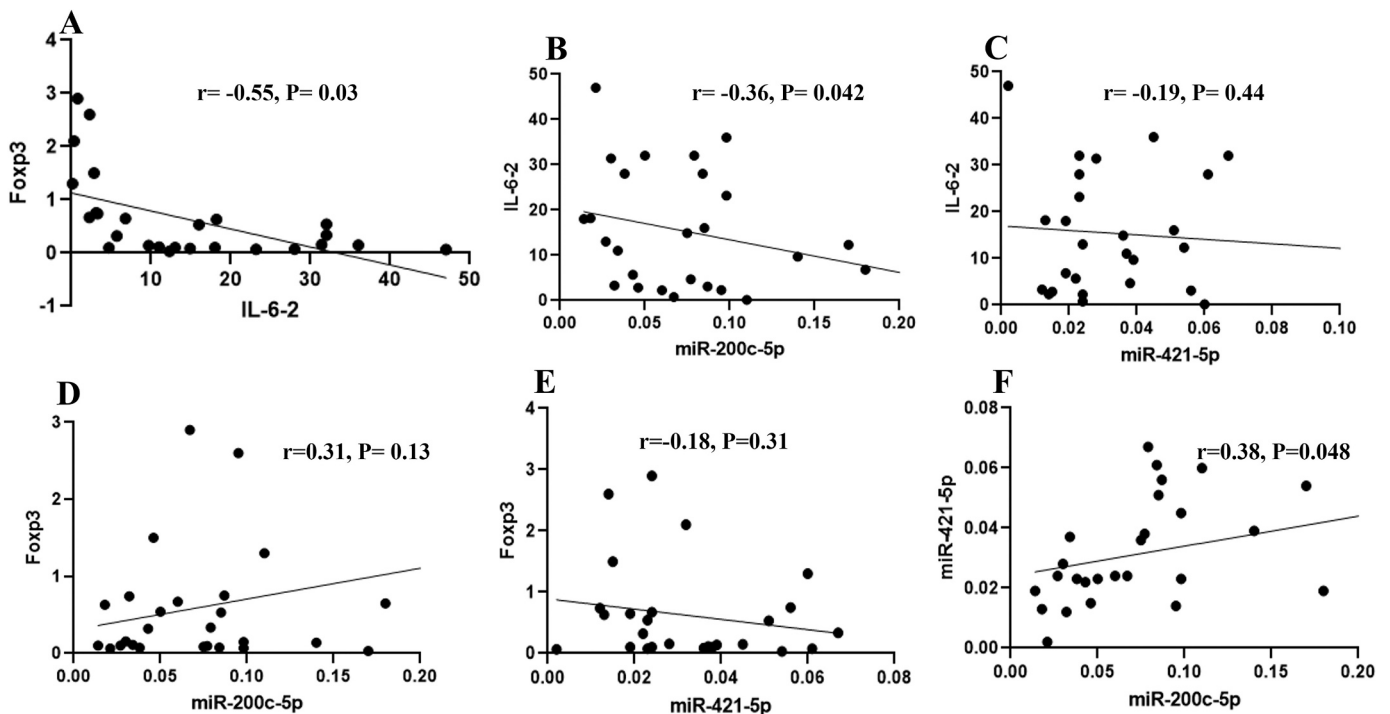 A
4
3
2
1
0
-1
10
20
30
40
50
Foxp3
IL-6-2
r= -0.55, P= 0.03
B
50
40
30
20
10
0
0.00
0.05
0.10
0.15
0.20
IL-6-2
miR-200c-5p
r= -0.36, P= 0.042
C
50
40
30
20
10
0
0.00
0.02
0.04
0.06
0.08
0.10
IL-6-2
miR-421-5p
r= -0.19, P= 0.44
D
3
2
1
0
0.00
0.05
0.10
0.15
0.20
Foxp3
miR-200c-5p
r=0.31, P= 0.13
E
4
3
2
1
0
0.00
0.02
0.04
0.06
0.08
Foxp3
miR-421-5p
r=-0.18, P=0.31
F
0.08
0.06
0.04
0.02
0.00
0.00
0.05
0.10
0.15
0.20
miR-421-5p
miR-200c-5p
r=0.38, P=0.048